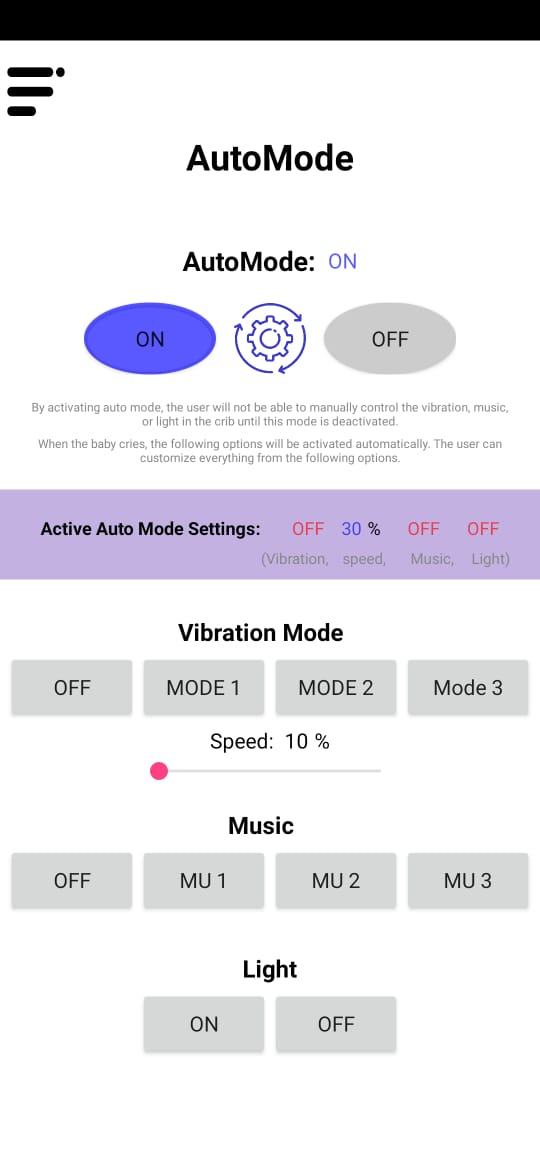 AutoMode
AutoMode: ON
ON OFF
By activating auto mode, the user will not be able to manually control the vibration, music,
or light in the crib until this mode is deactivated.
When the baby cries, the following options will be activated automatically. The user can
customize everything from the following options.
Active Auto Mode Settings: OFF 30 % OFF OFF
(Vibration, speed, Music, Light)
Vibration Mode
OFF MODE 1 MODE 2 Mode 3
Speed: 10 %
Music
OFF MU 1 MU 2 MU 3
Light
ON OFF